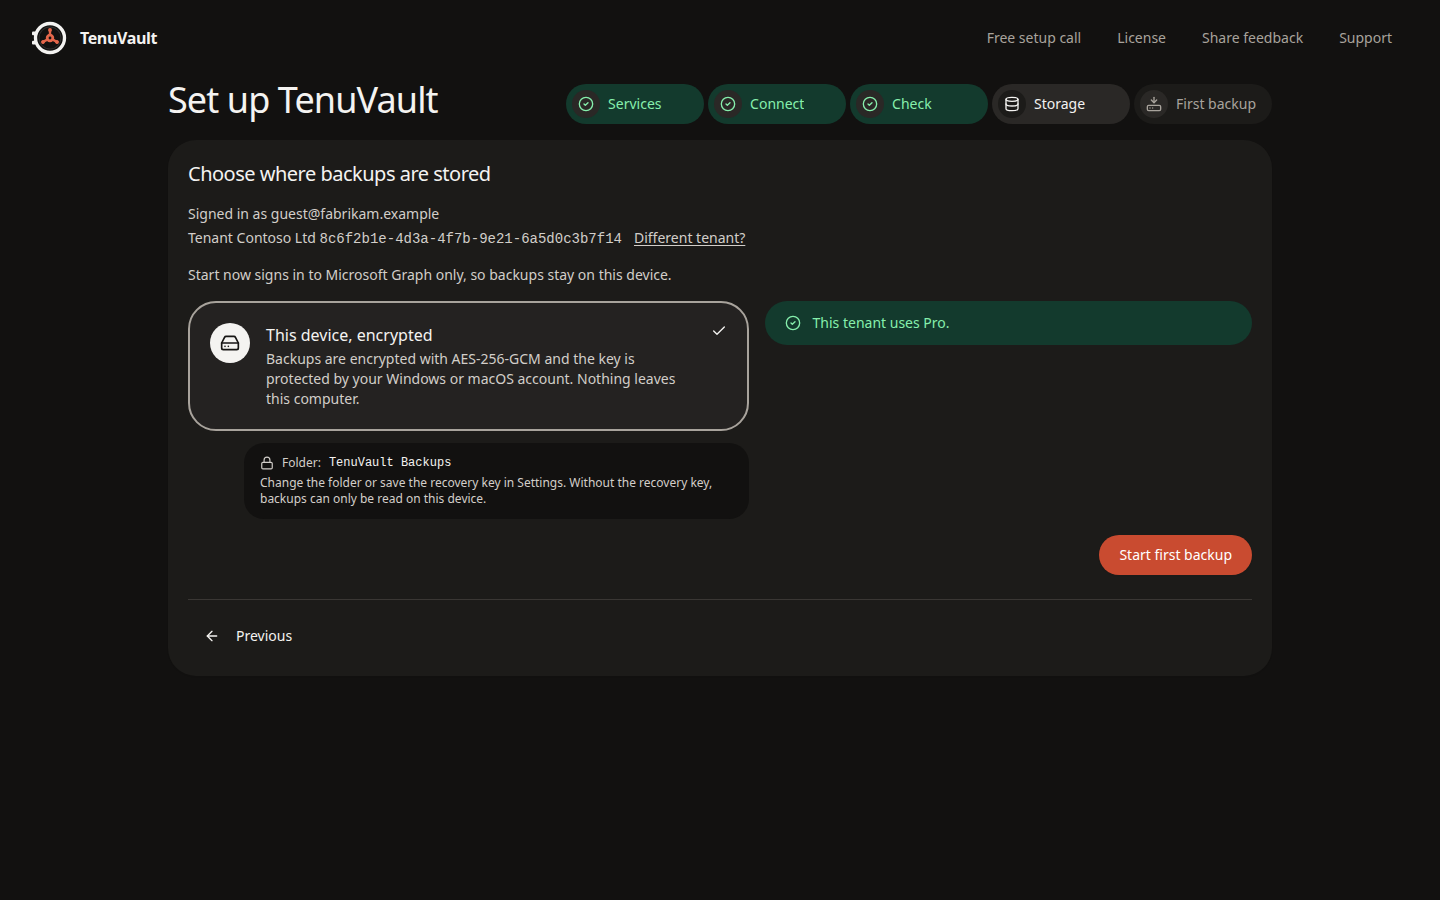 TenuVault
Free setup call
License
Share feedback
Support
Set up TenuVault
Services
Connect
Check
Storage
First backup
Choose where backups are stored
Signed in as guest@fabrikam.example
Tenant Contoso Ltd 8c6f2b1e-4d3a-4f7b-9e21-6a5d0c3b7f14 Different tenant?
Start now signs in to Microsoft Graph only, so backups stay on this device.
This device, encrypted
Backups are encrypted with AES-256-GCM and the key is
protected by your Windows or macOS account. Nothing leaves
this computer.
This tenant uses Pro.
Folder: TenuVault Backups
Change the folder or save the recovery key in Settings. Without the recovery key,
backups can only be read on this device.
Start first backup
Previous